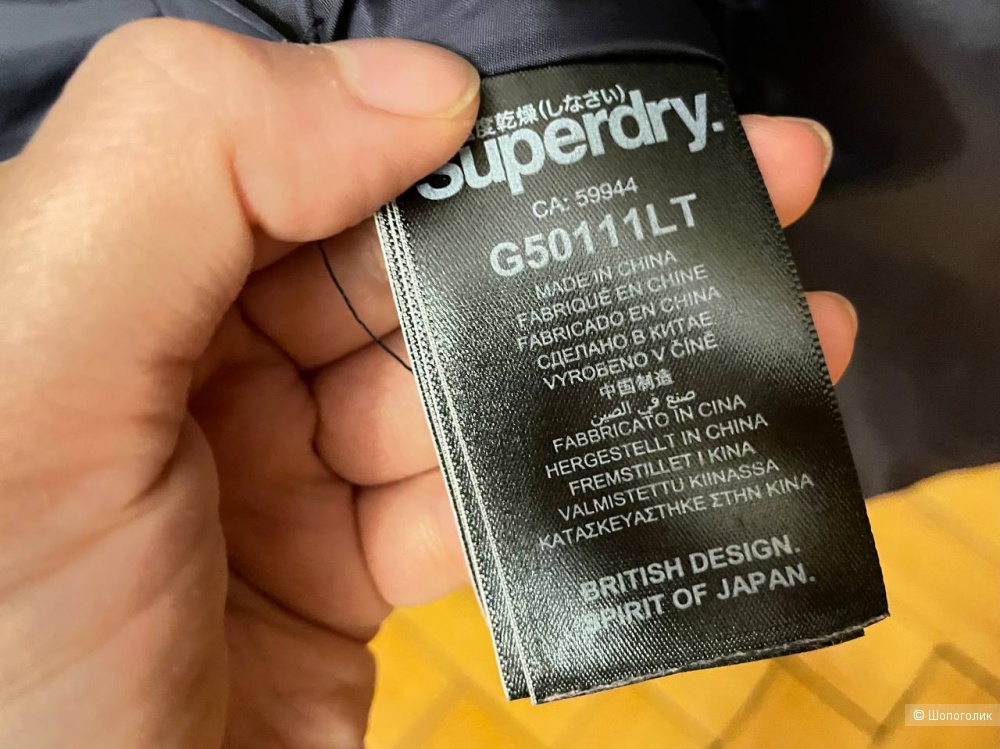 度乾燥(しなさい)
Superdry.
CA: 59944
G50111LT
MADE IN CHINA
FABRIQUÉ EN CHINE
FABRICADO EN CHINA
СДЕЛАНО В КИТАЕ
VYROBENO V ČÍNĚ
中国制造
صنع في الصين
FABBRICATO IN CINA
HERGESTELLT IN CHINA
FREMSTILLET I KINA
VALMISTETTU KIINASSA
ΚΑΤΑΣΚΕΥΑΣΤΗΚΕ ΣΤΗΝ ΚΙΝΑ
BRITISH DESIGN.
SPIRIT OF JAPAN.
© Шопоголик